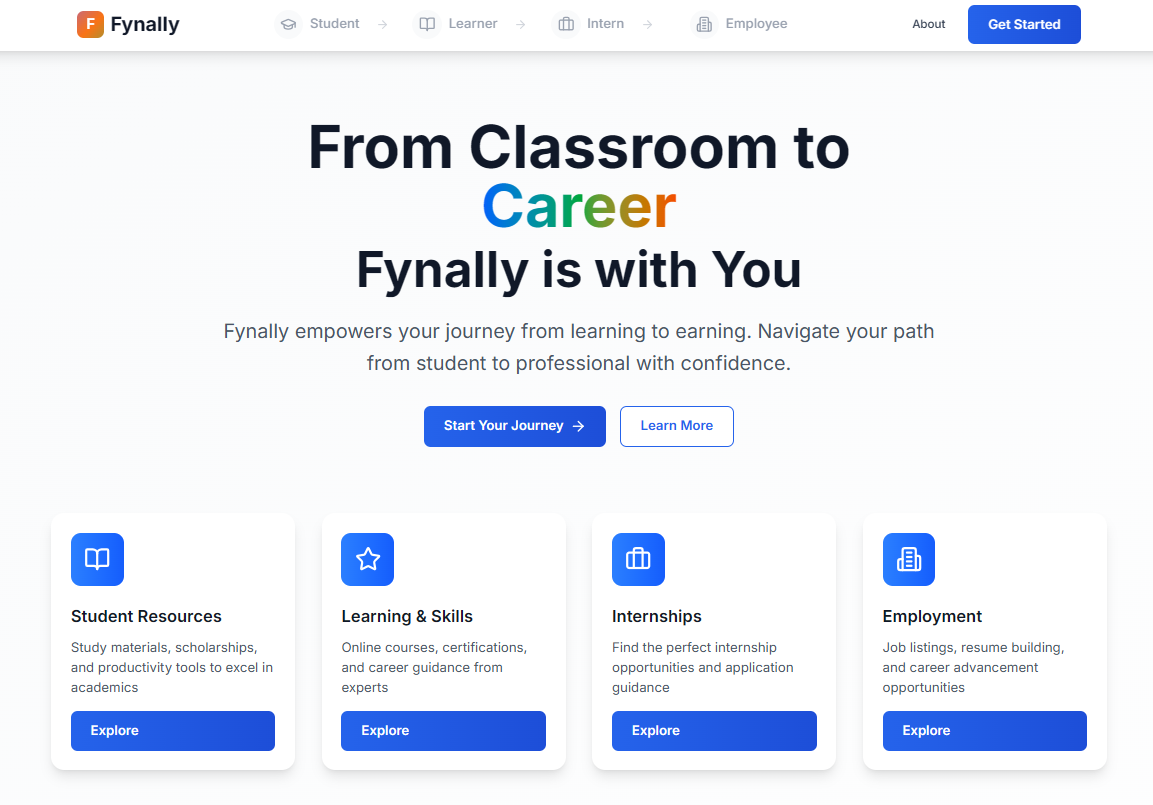 F Fynally Student Learner Intern Employee About Get Started
From Classroom to
Career
Fynally is with You
Fynally empowers your journey from learning to earning. Navigate your path
from student to professional with confidence.
Start Your Journey Learn More
Student Resources
Study materials, scholarships,
and productivity tools to excel in
academics
Explore
Learning & Skills
Online courses, certifications,
and career guidance from
experts
Explore
Internships
Find the perfect internship
opportunities and application
guidance
Explore
Employment
Job listings, resume building,
and career advancement
opportunities
Explore